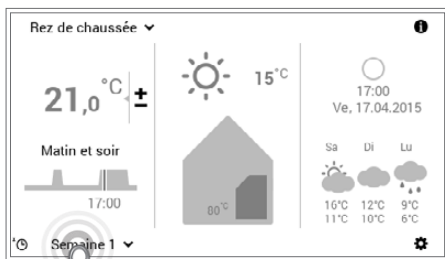 Rez de chaussée
21,0 °C ±
Matin et soir
17:00
Semaine 1
15°C
80°C
17:00
Ve, 17.04.2015
Sa Di Lu
16°C 12°C 9°C
11°C 10°C 6°C